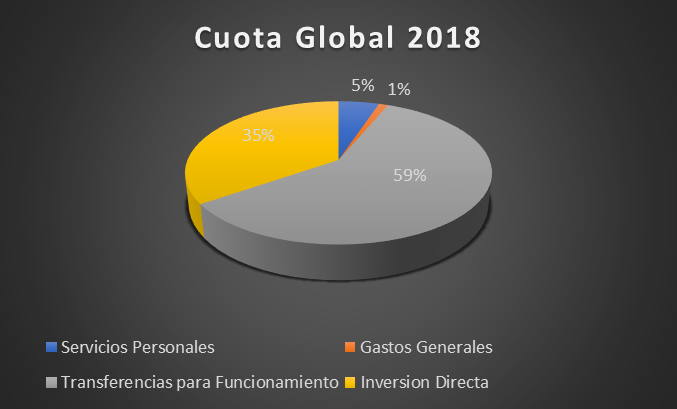 Cuota Global 2018
5%
1%
35%
59%
Servicios Personales
Gastos Generales
Transferencias para Funcionamiento
Inversion Directa